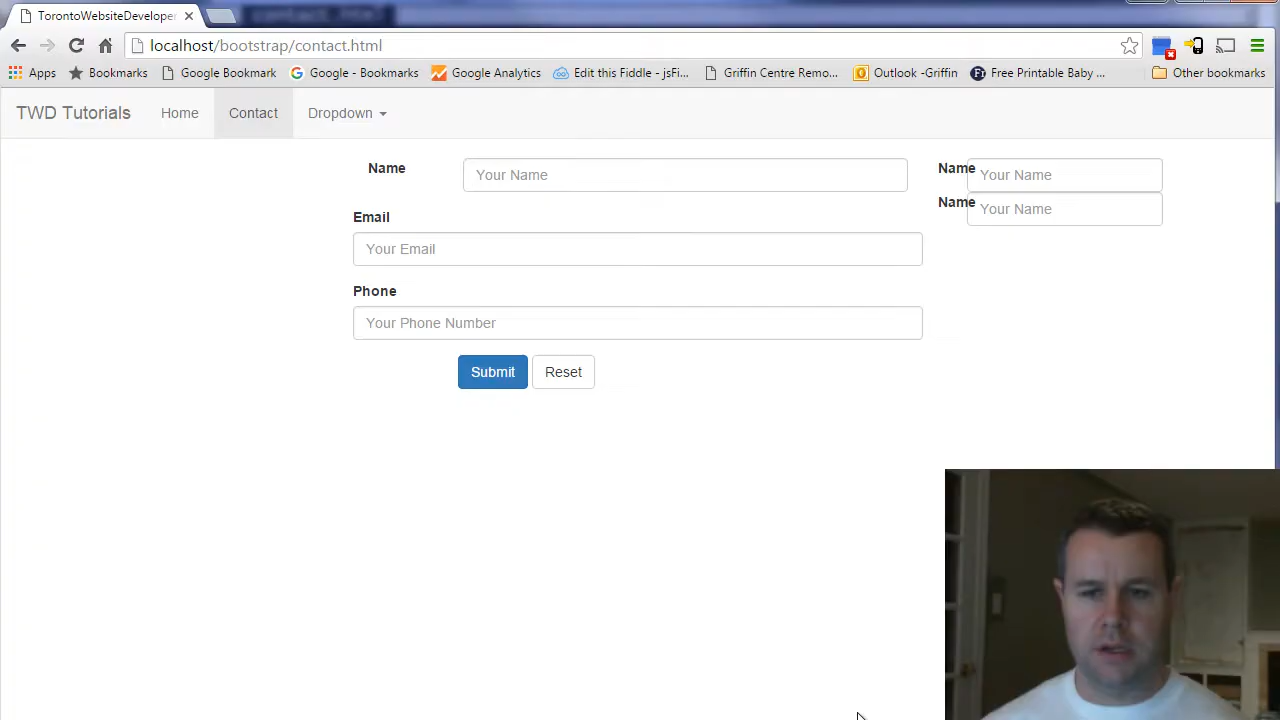 contact.html
TorontoWebsiteDeveloper
localhost/bootstrap/contact.html
Apps Bookmarks Google Bookmark Google - Bookmarks Google Analytics Edit this Fiddle - jsFi... Griffin Centre Remo... Outlook -Griffin Free Printable Baby ... Other bookmarks
TWD Tutorials Home Contact Dropdown
Name Your Name Name Your Name
Name Your Name
Email
Your Email
Phone
Your Phone Number
Submit Reset